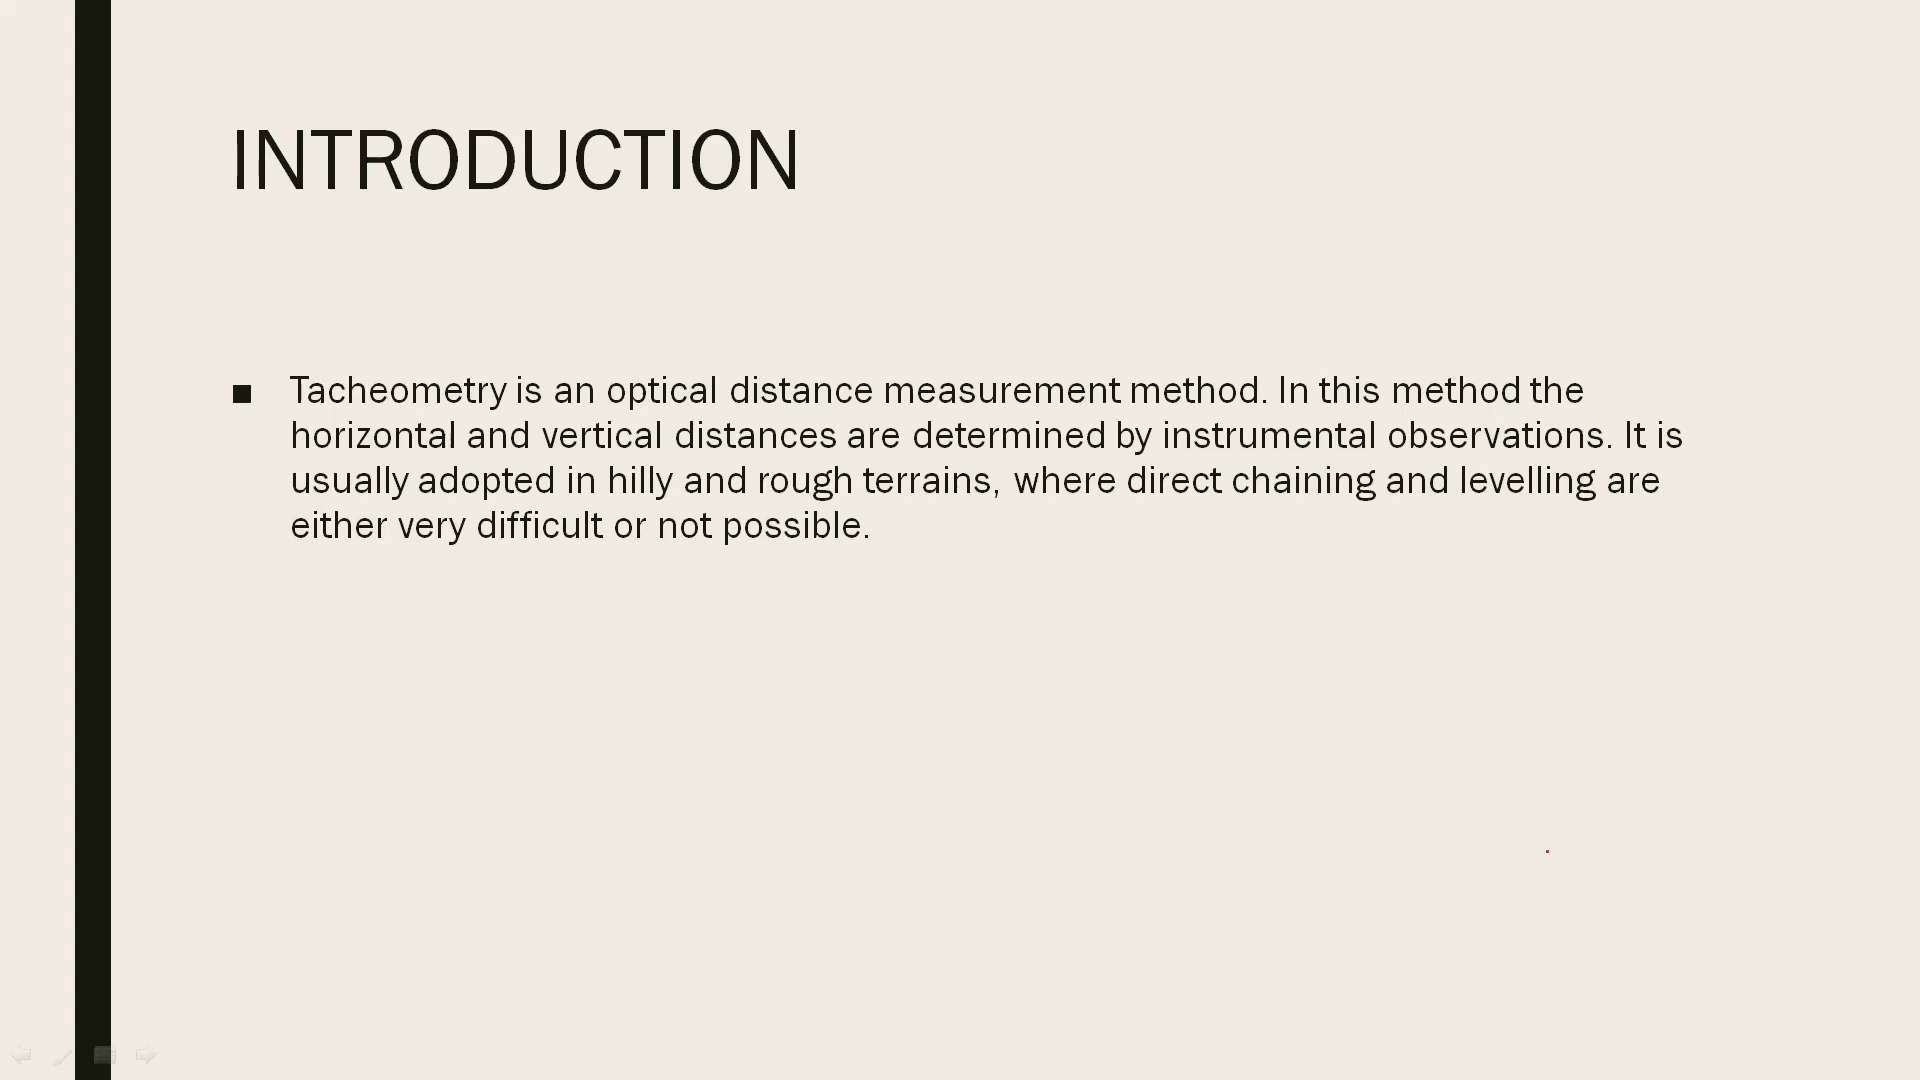 INTRODUCTION
■ Tacheometry is an optical distance measurement method. In this method the
horizontal and vertical distances are determined by instrumental observations. It is
usually adopted in hilly and rough terrains, where direct chaining and levelling are
either very difficult or not possible.